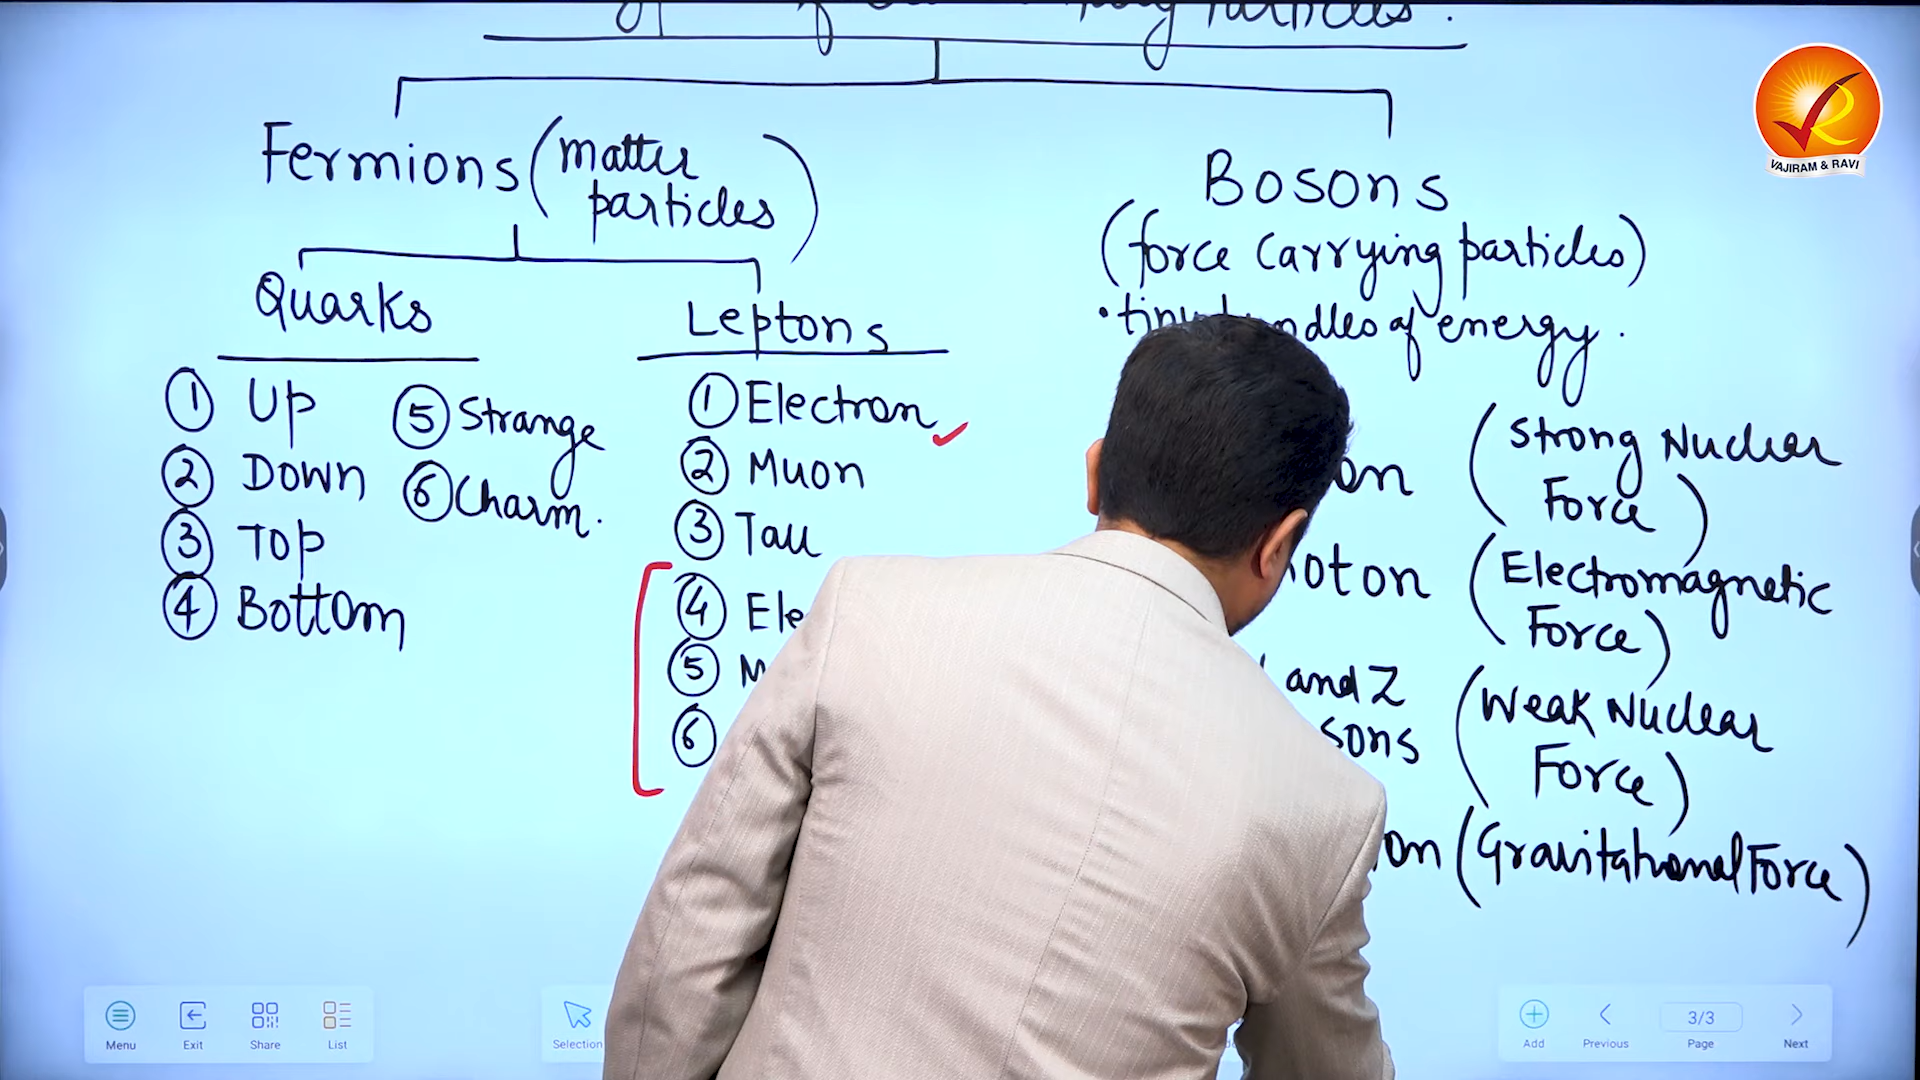 Particles.
Fermions (matter
particles)
Bosons
(force carrying particles)
• tiny bundles of energy.
Quarks
Leptons
① Up
② Down
③ Top
④ Bottom
⑤ Strange
⑥ Charm.
① Electron ✓
② Muon
③ Tau
④ Ele
⑤ M
⑥
on (Strong Nuclear
Force)
oton (Electromagnetic
Force)
and Z (Weak Nuclear
sons Force)
on (Gravitational Force)
VAJIRAM & RAVI
Menu
Exit
Share
List
Selection
Add
Previous
3/3
Page
Next